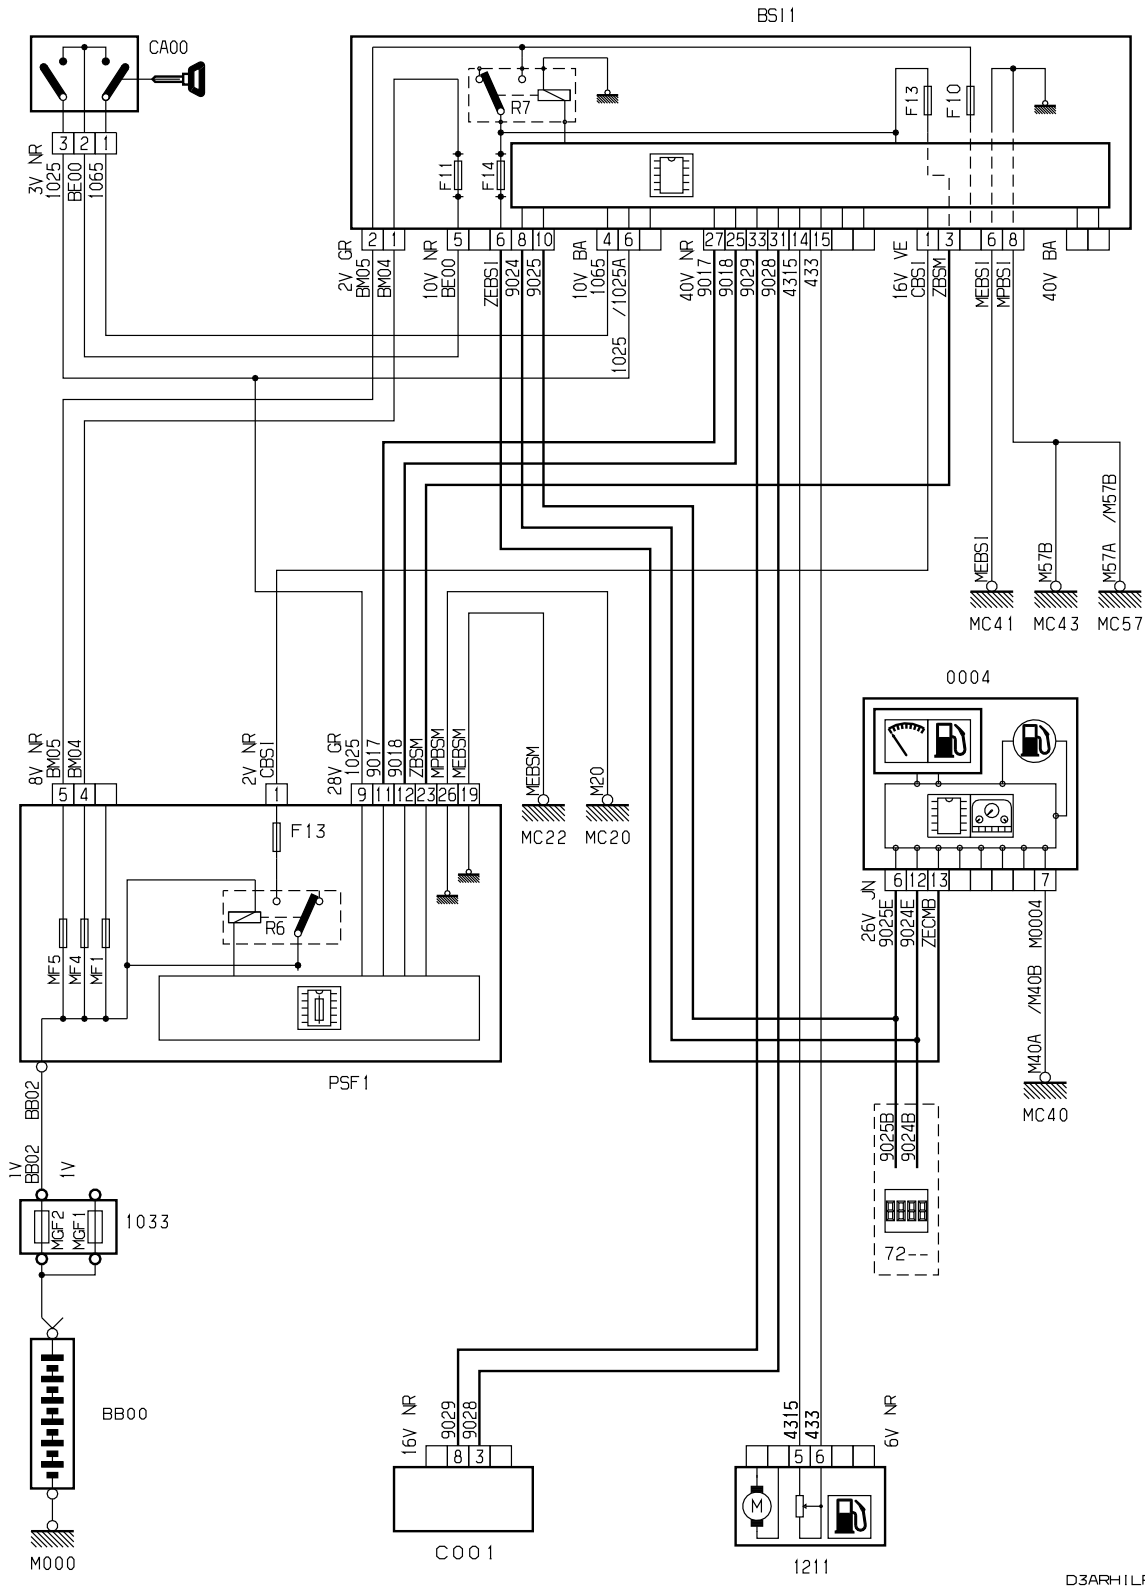 BSI1
CA00
R7
F13
F10
F11
F14
3 2 1
3V NR
1025
BE00
1065
2 1
5 6 8 10
4 6
27 25 33 31 14 15
1 3
6 8
2V GR
BM05
BM04
10V NR
BE00
ZEBSI
9024
9025
10V BA
1065
1025 /1025A
40V NR
9017
9018
9029
9028
4315
433
16V VE
CBSI
ZBSM
MEBSI
MPBSI
40V BA
MEBSI
M57B
M57A /M57B
MC41
MC43
MC57
0004
8V NR
BM05
BM04
2V NR
CBSI
28V GR
1025
9017
9018
ZBSM
MPBSM
MEBSM
MEBSM
M20
5 4
1
9 11 12 23 26 19
MC22
MC20
F13
R6
MF5
MF4
MF1
PSF1
6 12 13
7
26V JN
9025E
9024E
ZECMB
M0004
M40A /M40B
MC40
BB02
1V
BB02
1V
MGF2
MGF1
1033
9025B
9024B
72--
BB00
M000
16V NR
9029
9028
8 3
C001
4315
433
6V NR
5 6
M
1211
D3ARH1LP